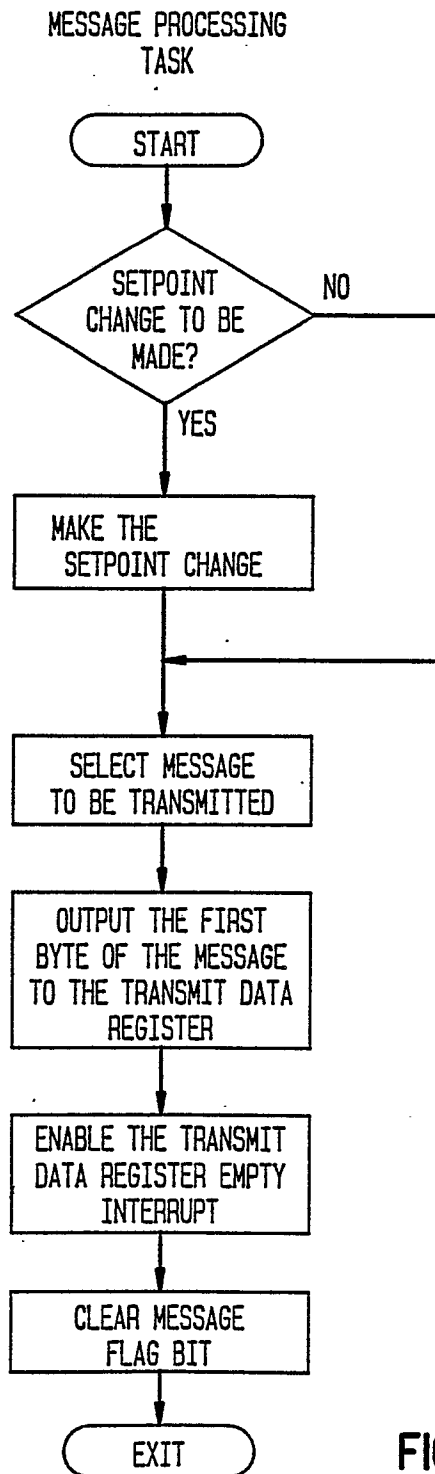 MESSAGE PROCESSING
TASK
START
SETPOINT
CHANGE TO BE
MADE?
NO
YES
MAKE THE
SETPOINT CHANGE
SELECT MESSAGE
TO BE TRANSMITTED
OUTPUT THE FIRST
BYTE OF THE MESSAGE
TO THE TRANSMIT DATA
REGISTER
ENABLE THE TRANSMIT
DATA REGISTER EMPTY
INTERRUPT
CLEAR MESSAGE
FLAG BIT
EXIT